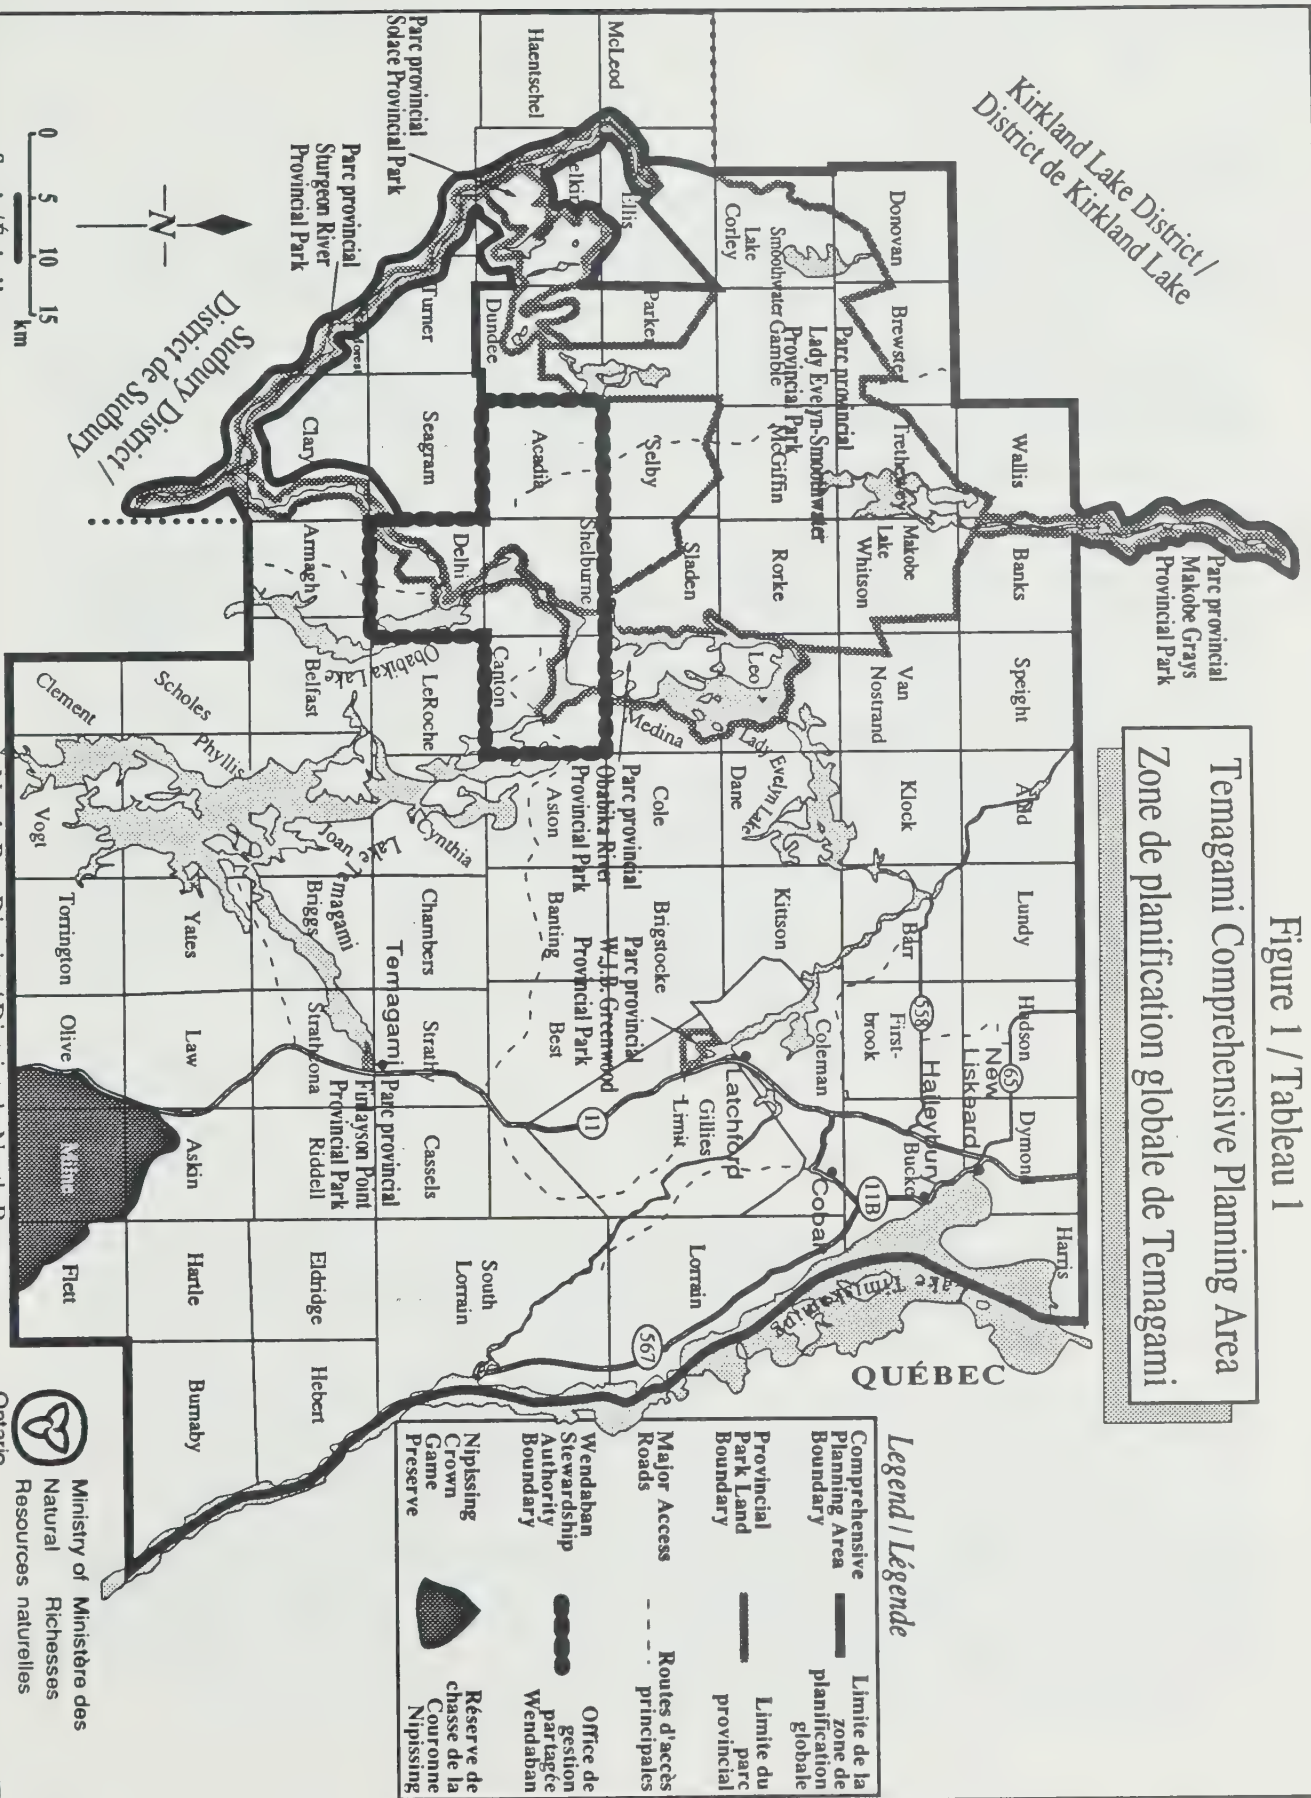 Figure 1 / Tableau 1
Temagami Comprehensive Planning Area
Zone de planification globale de Temagami
Kirkland Lake District /
District de Kirkland Lake
Parc provincial
Makobe Grays
Provincial Park
McLeod
Haentschel
Parc provincial
Solace Provincial Park
Parc provincial
Sturgeon River
Provincial Park
Donovan
Brewster
Wallis
Banks
Speight
Auld
Lundy
Hudson
Dymond
Harris
Corley
Smoothwater
Lake
Gamble
Parc provincial
Lady Evelyn-Smoothwater
Provincial Park
Trethewey
McGiffin
Makobe
Lake
Whitson
Rorke
Van
Nostrand
Klock
Barr
First-
brook
558
65
New
Liskeard
Haileybury
Bucke
Ellis
Parker
Selby
Sladen
Leo
Medina
Lady Evelyn Lake
Dane
Kittson
Coleman
Latchford
Gillies
Limit
Cobal
11B
Lake Timiskaming
QUÉBEC
Dundee
Acadia
Shelburne
Canton
Parc provincial
Obabika River
Provincial Park
Cole
Aston
Brigstocke
Banting
Parc provincial
W.J.B. Greenwood
Provincial Park
Best
11
Lorrain
South
Lorrain
567
Turner
Seagram
Delhi
Obabika Lake
LeRoche
Cynthia
Chambers
Temagami
Strathy
Cassels
Clary
Armagh
Belfast
Joan
Lake Temagami
Briggs
Strathcona
Parc provincial
Finlayson Point
Provincial Park
Riddell
Eldridge
Hebert
Scholes
Phyllis
Yates
Law
Askin
Hartle
Burnaby
Clement
Vogt
Torrington
Olive
Milne
Flett
Sudbury District /
District de Sudbury
N
0 5 10 15
km
Legend / Légende
Comprehensive
Planning Area
Boundary
Limite de la
zone de
planification
globale
Provincial
Park Land
Boundary
Limite du
parc
provincial
Major Access
Roads
Routes d'accès
principales
Wendaban
Stewardship
Authority
Boundary
Office de
gestion
partagée
Wendaban
Nipissing
Crown
Game
Preserve
Réserve de
chasse de la
Couronne
Nipissing
Ministry of Ministère des
Natural Richesses
Resources naturelles
Ontario